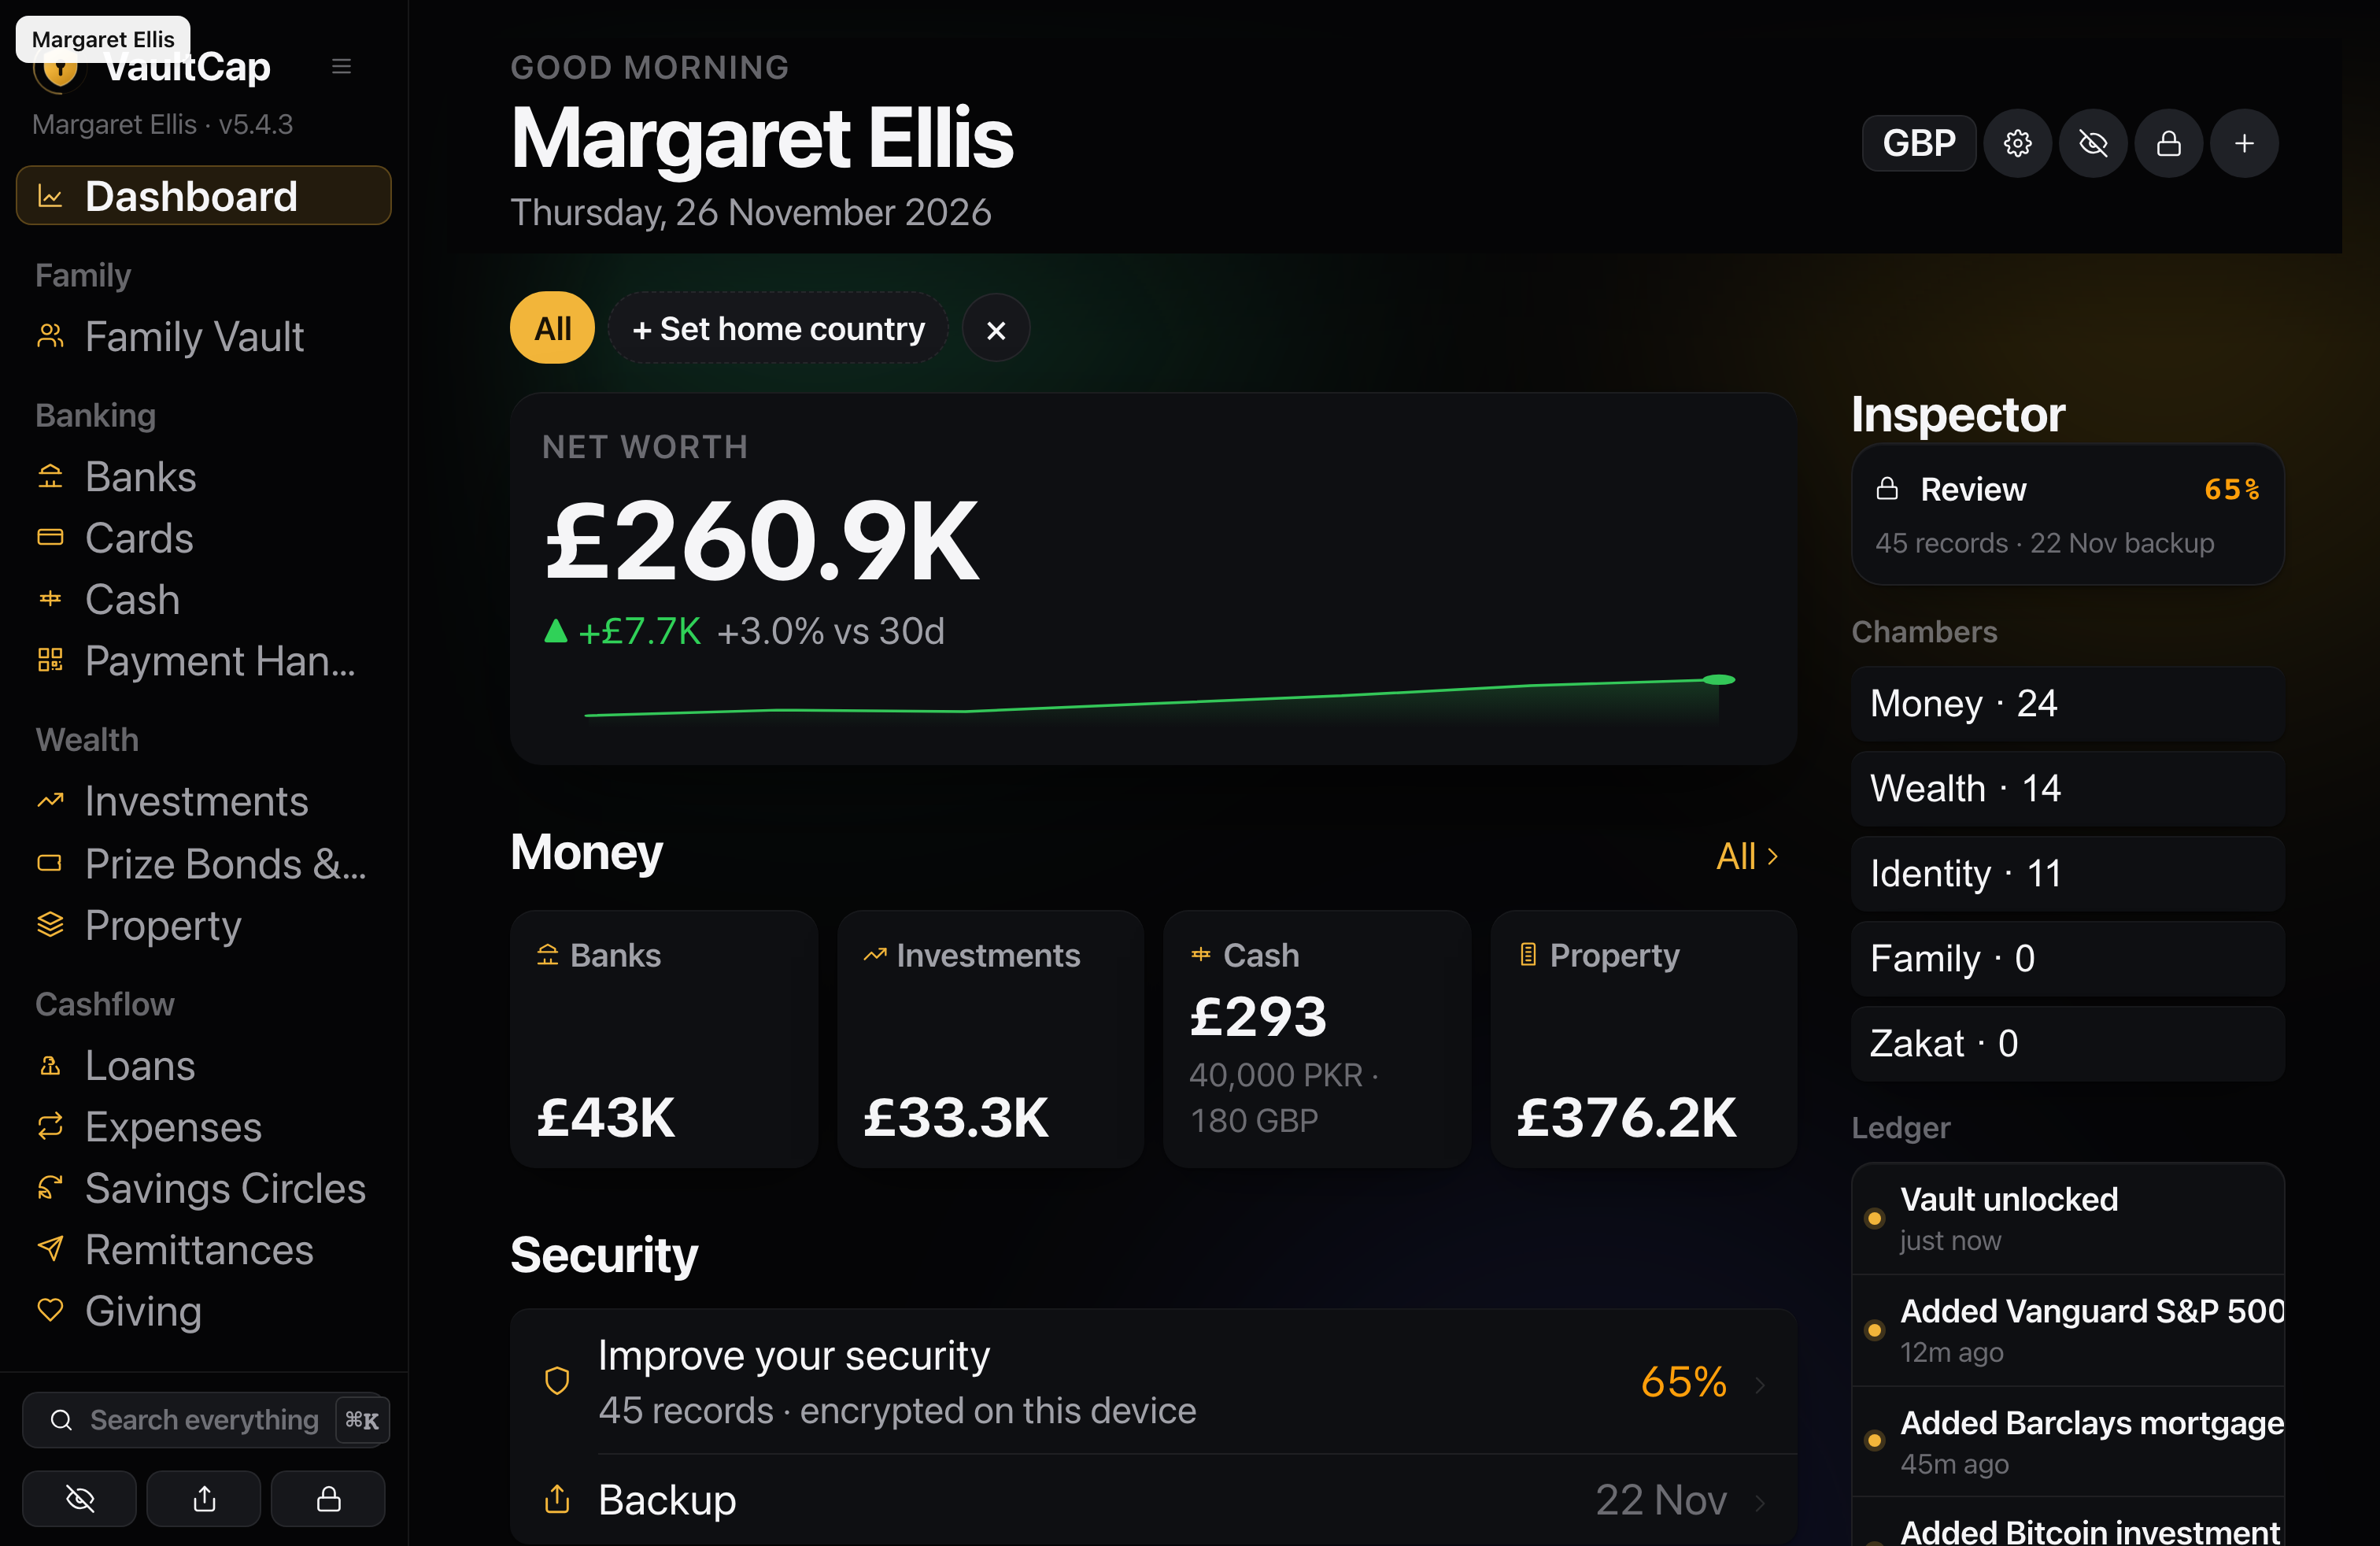 Margaret Ellis
VaultCap
Margaret Ellis · v5.4.3
Dashboard
Family
Family Vault
Banking
Banks
Cards
Cash
Payment Han...
Wealth
Investments
Prize Bonds &...
Property
Cashflow
Loans
Expenses
Savings Circles
Remittances
Giving
Search everything ⌘K
GOOD MORNING
Margaret Ellis
Thursday, 26 November 2026
GBP
All
+ Set home country
×
NET WORTH
£260.9K
+£7.7K +3.0% vs 30d
Money
All
Banks
£43K
Investments
£33.3K
Cash
£293
40,000 PKR ·
180 GBP
Property
£376.2K
Security
Improve your security
45 records · encrypted on this device
65%
Backup
22 Nov
Inspector
Review 65%
45 records · 22 Nov backup
Chambers
Money · 24
Wealth · 14
Identity · 11
Family · 0
Zakat · 0
Ledger
Vault unlocked
just now
Added Vanguard S&P 500
12m ago
Added Barclays mortgage
45m ago
Added Bitcoin investment